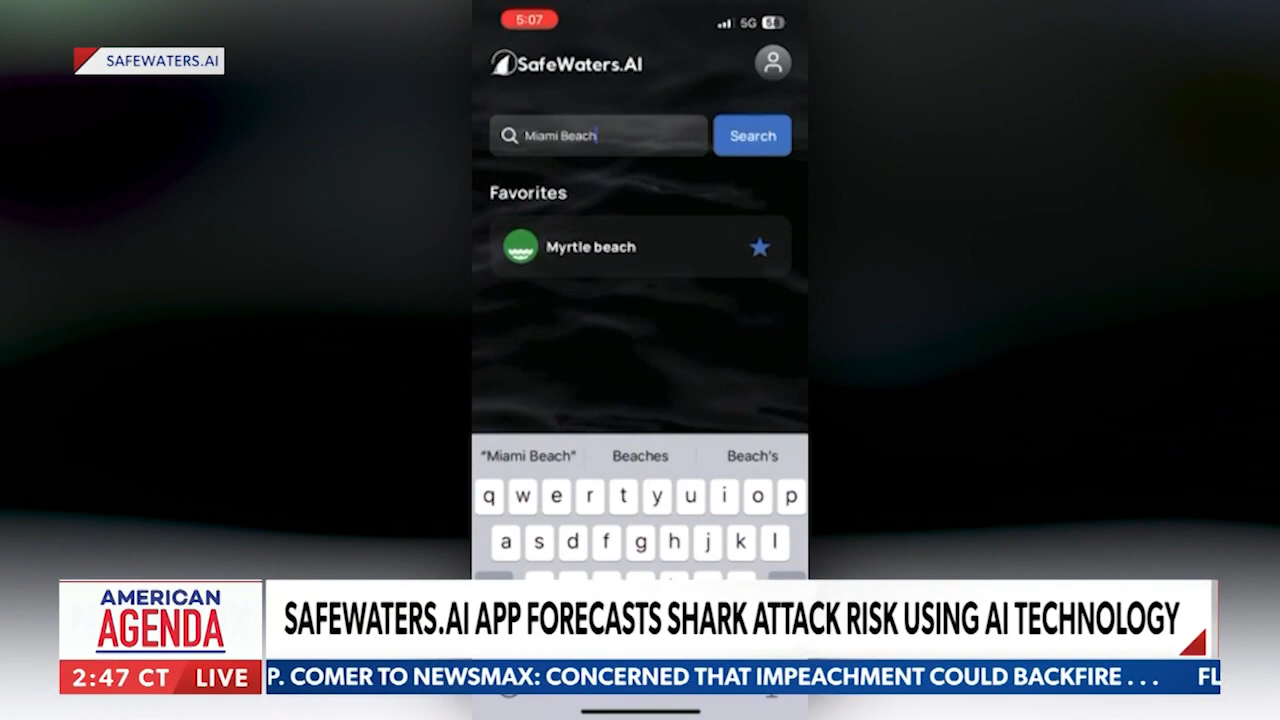 5:07
5G
SAFEWATERS.AI
SafeWaters.AI
Miami Beach
Search
Favorites
Myrtle beach
“Miami Beach” Beaches Beach's
q w e r t y u i o p
a s d f g h j k l
AMERICAN
AGENDA
SAFEWATERS.AI APP FORECASTS SHARK ATTACK RISK USING AI TECHNOLOGY
2:47 CT LIVE
P. COMER TO NEWSMAX: CONCERNED THAT IMPEACHMENT COULD BACKFIRE . . . FL